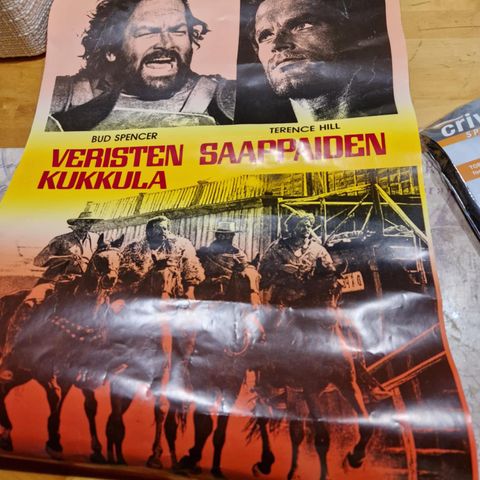 BUD SPENCER
TERENCE HILL
VERISTEN SAAPPAIDEN
KUKKULA